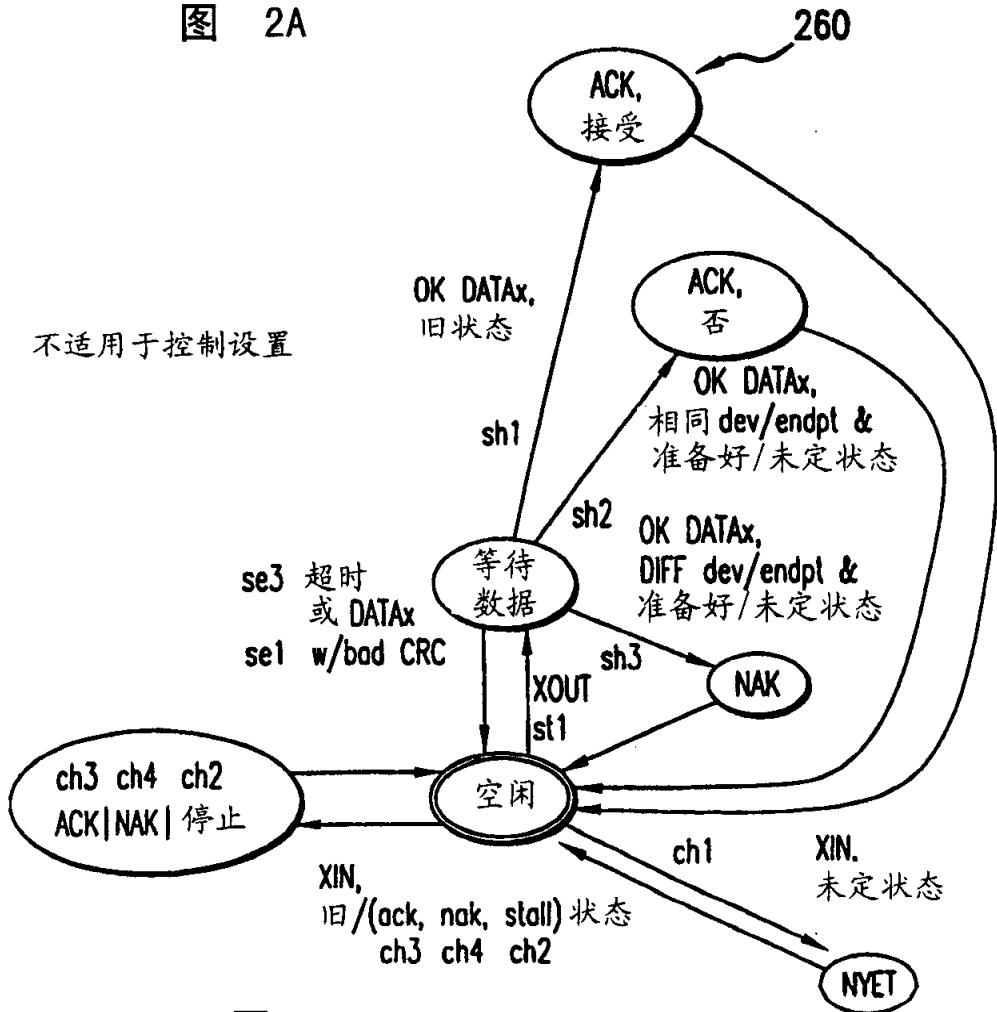 图 2A
260
ACK,
接受
OK DATAx,
旧状态
ACK,
否
不适用于控制设置
OK DATAx,
相同 dev/endpt &
准备好/未定状态
sh1
sh2
OK DATAx,
DIFF dev/endpt &
准备好/未定状态
等待
数据
se3 超时
或 DATAx
se1 w/bad CRC
sh3
NAK
XOUT
st1
ch3 ch4 ch2
ACK|NAK| 停止
空闲
ch1
XIN.
未定状态
XIN,
旧/(ack, nak, stall) 状态
ch3 ch4 ch2
NYET